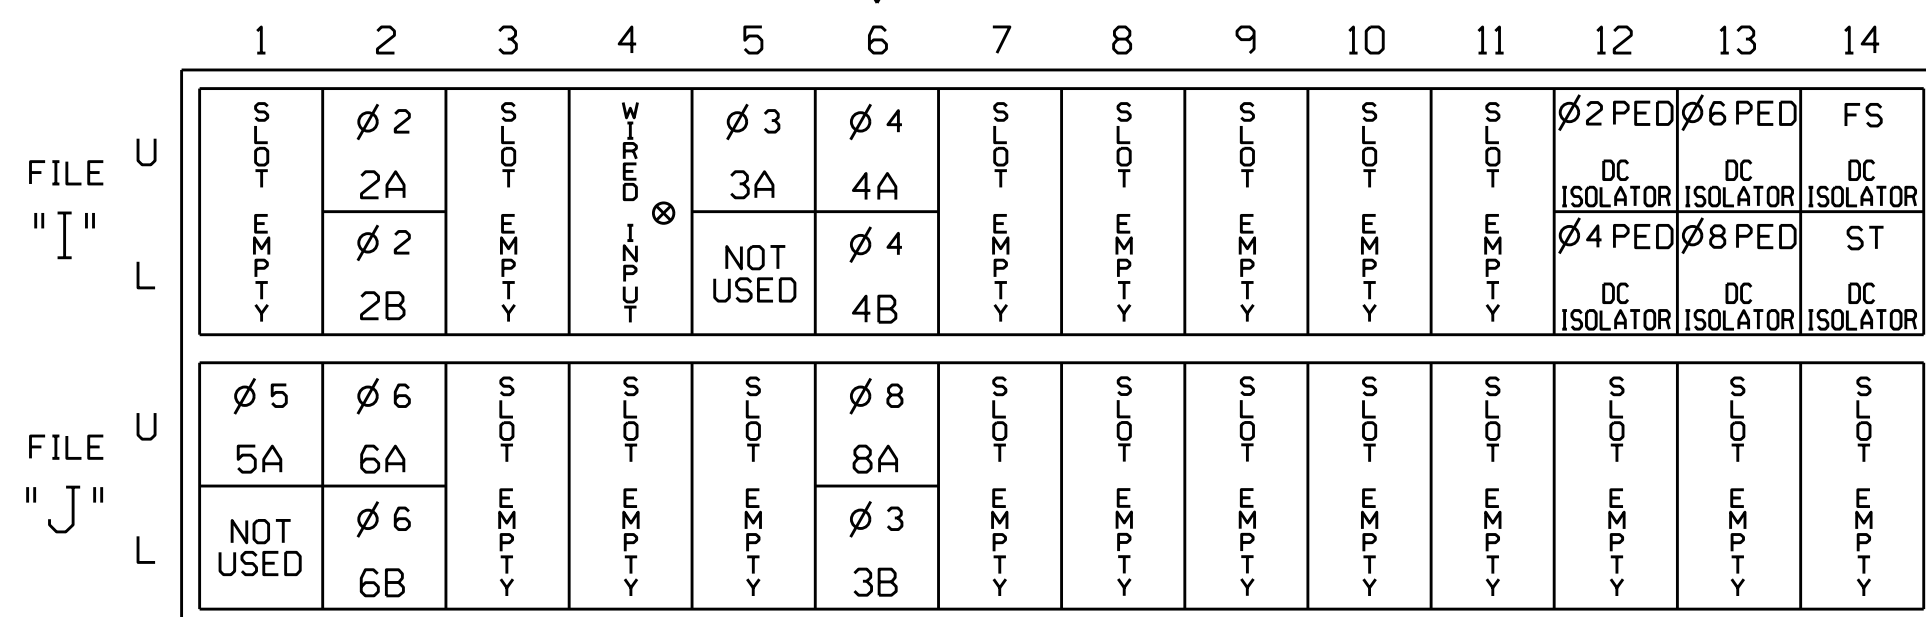 1 2 3 4 5 6 7 8 9 10 11 12 13 14
FILE "I"
U
L
SLOT EMPTY
Ø 2
2A
Ø 2
2B
SLOT EMPTY
WIRED INPUT ⊗
Ø 3
3A
NOT
USED
Ø 4
4A
Ø 4
4B
SLOT EMPTY
SLOT EMPTY
SLOT EMPTY
SLOT EMPTY
SLOT EMPTY
Ø2 PED
DC
ISOLATOR
Ø4 PED
DC
ISOLATOR
Ø6 PED
DC
ISOLATOR
Ø8 PED
DC
ISOLATOR
FS
DC
ISOLATOR
ST
DC
ISOLATOR
FILE "J"
U
L
Ø 5
5A
NOT
USED
Ø 6
6A
Ø 6
6B
SLOT EMPTY
SLOT EMPTY
SLOT EMPTY
Ø 8
8A
Ø 3
3B
SLOT EMPTY
SLOT EMPTY
SLOT EMPTY
SLOT EMPTY
SLOT EMPTY
SLOT EMPTY
SLOT EMPTY
SLOT EMPTY